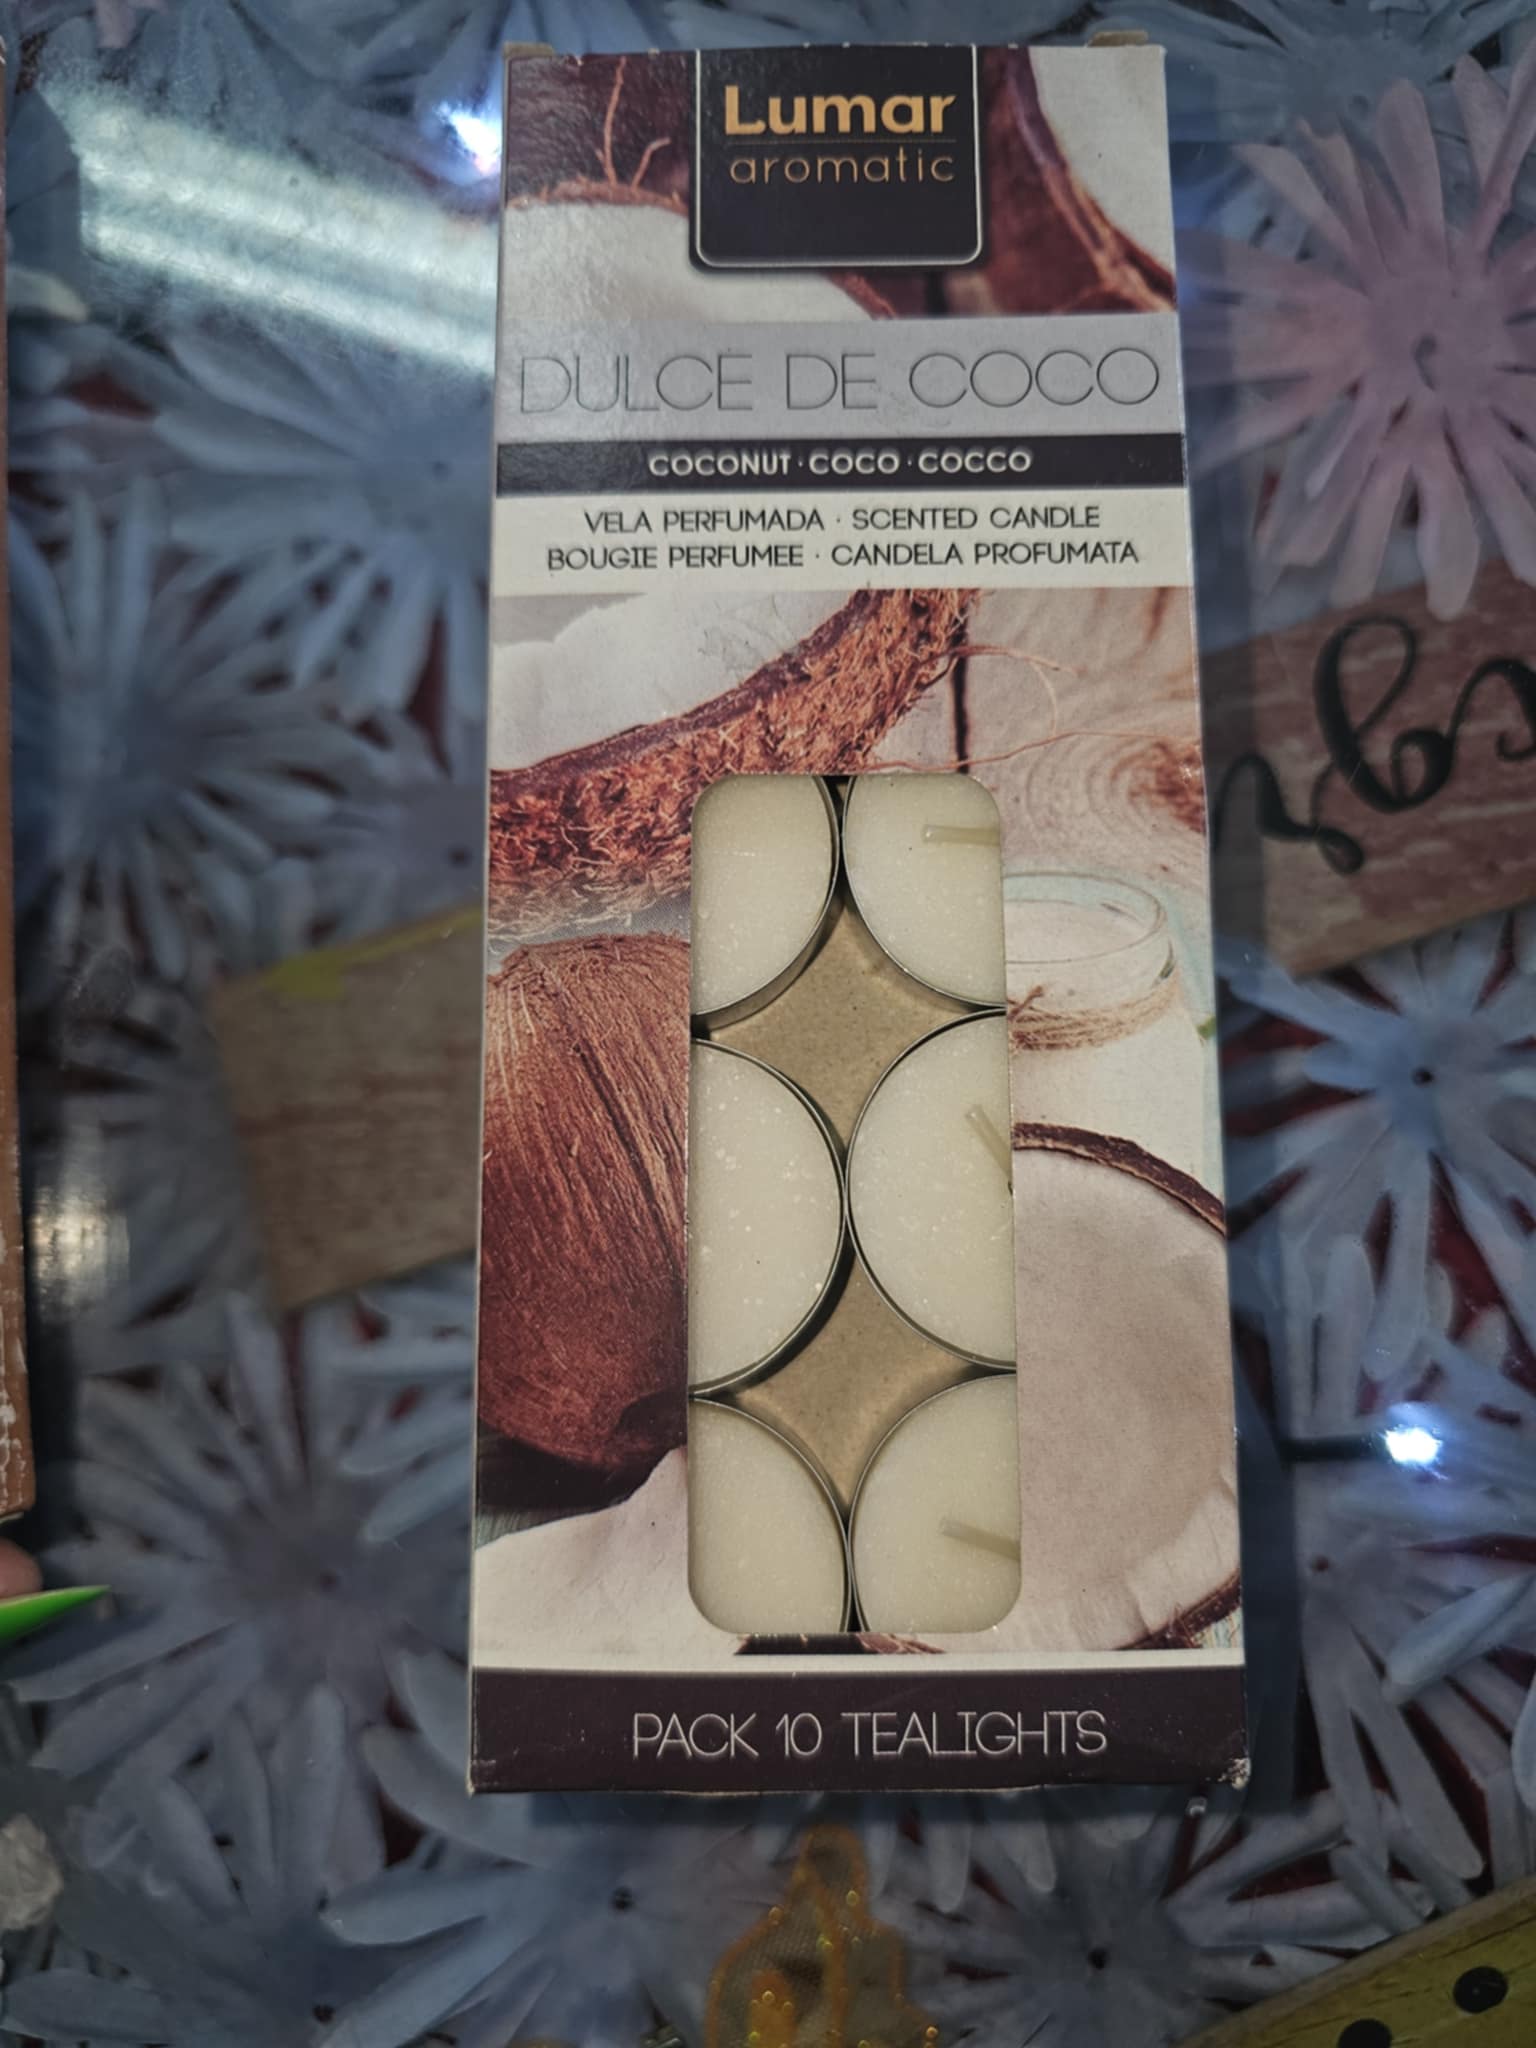 Lumar
aromatic
DULCE DE COCO
COCONUT · COCO · COCCO
VELA PERFUMADA · SCENTED CANDLE
BOUGIE PERFUMEE · CANDELA PROFUMATA
PACK 10 TEALIGHTS